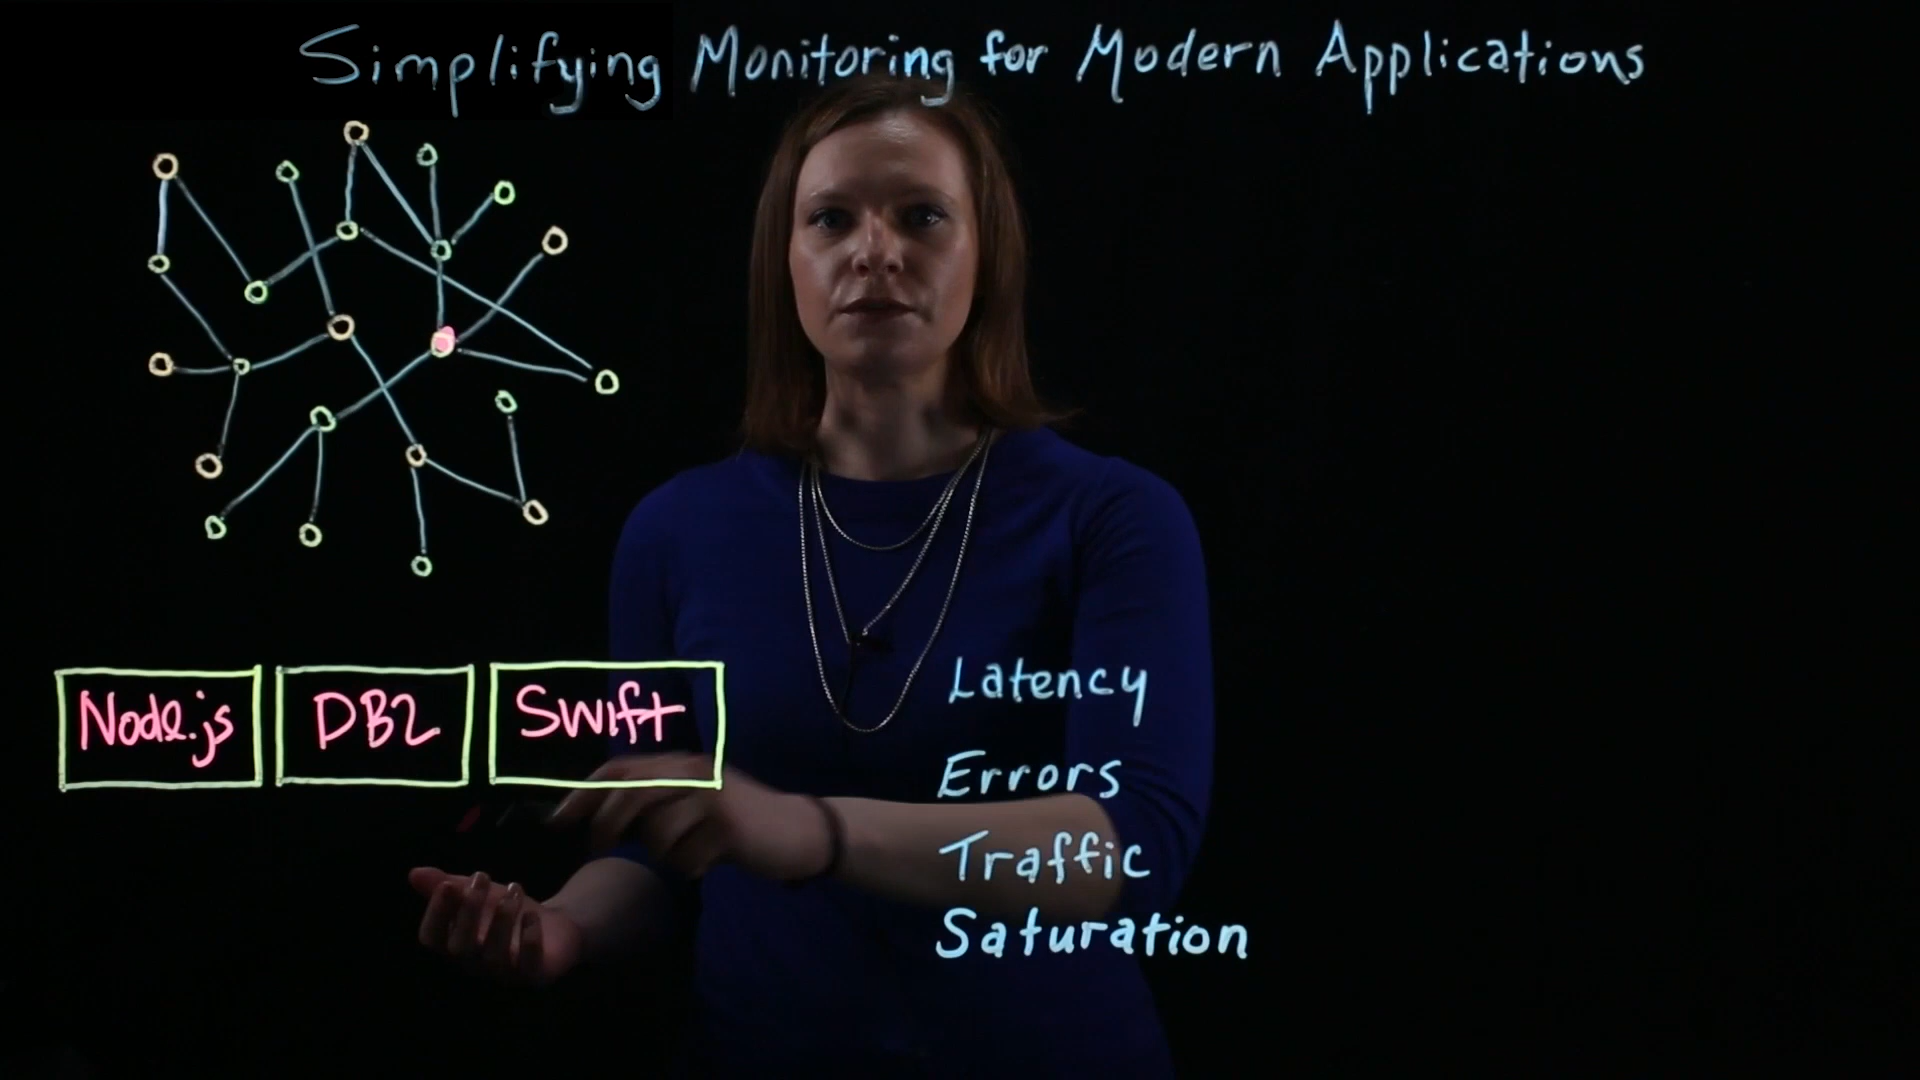 Simplifying Monitoring for Modern Applications
Node.js
DB2
Swift
Latency
Errors
Traffic
Saturation